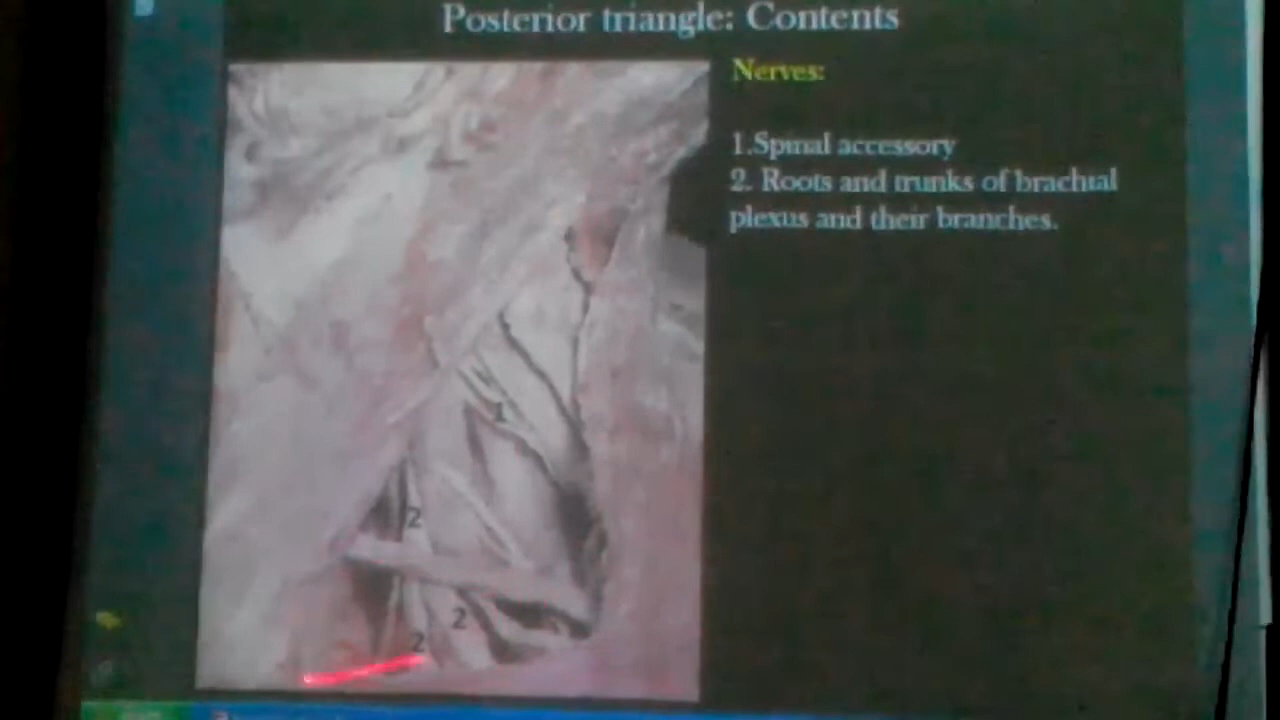 Posterior triangle: Contents
Nerves:
1.Spinal accessory
2. Roots and trunks of brachial
plexus and their branches.
1
2
2
2